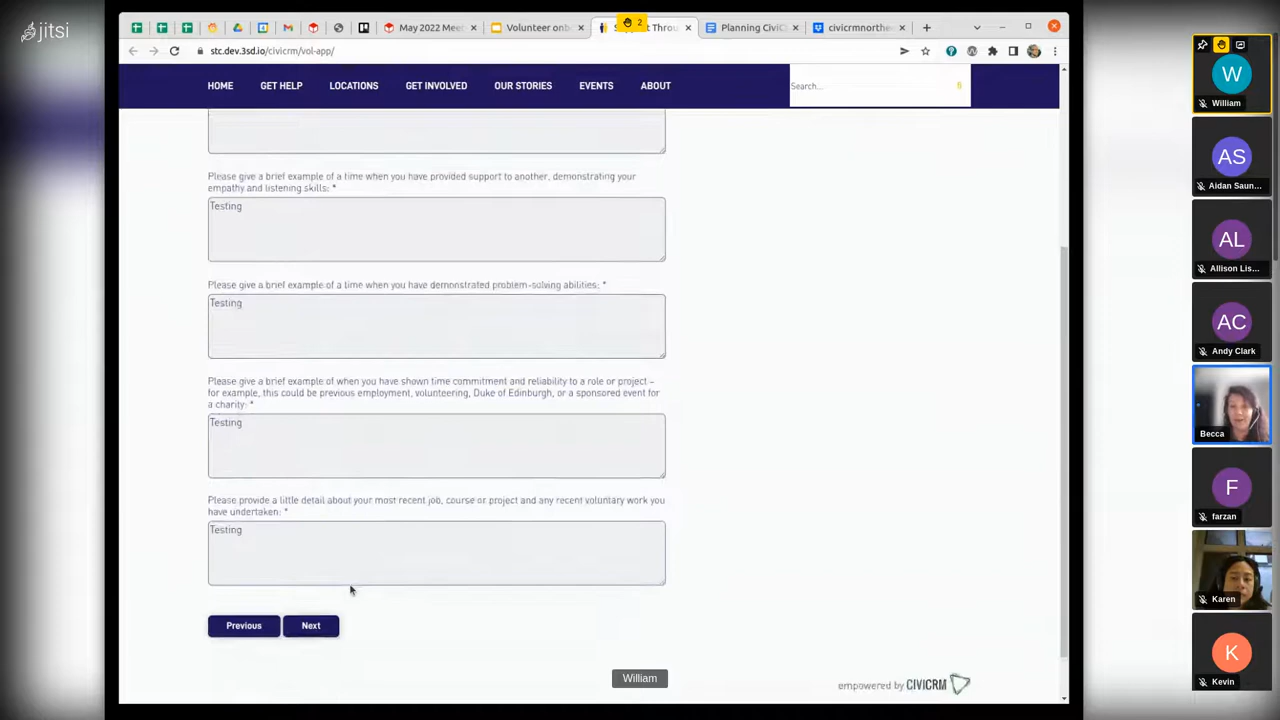 jitsi
May 2022 Mee
Volunteer onb
2
Support Throu
Planning CiviC
civicrmnorthe
stc.dev.3sd.io/civicrm/vol-app/
HOME GET HELP LOCATIONS GET INVOLVED OUR STORIES EVENTS ABOUT
Search...
Please give a brief example of a time when you have provided support to another, demonstrating your
empathy and listening skills: *
Testing
Please give a brief example of a time when you have demonstrated problem-solving abilities: *
Testing
Please give a brief example of when you have shown time commitment and reliability to a role or project –
for example, this could be previous employment, volunteering, Duke of Edinburgh, or a sponsored event for
a charity: *
Testing
Please provide a little detail about your most recent job, course or project and any recent voluntary work you
have undertaken: *
Testing
Previous Next
William
empowered by CIVICRM
W
William
AS
Aidan Saun...
AL
Allison Lis...
AC
Andy Clark
Becca
F
farzan
Karen
K
Kevin